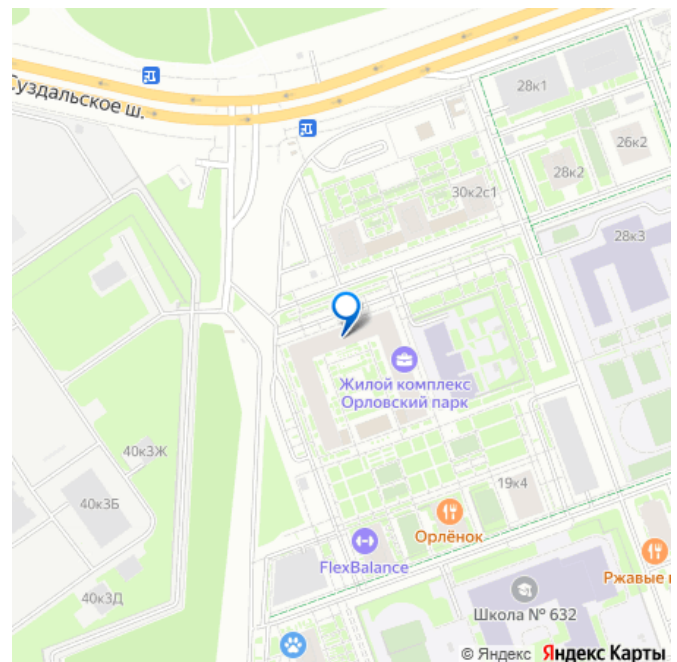 Суздальское ш.
28к1
26к2
28к2
30к2с1
28к3
Жилой комплекс
Орловский парк
40к3Ж
40к3Б
19к4
Орлёнок
FlexBalance
Ржавые
40к3Д
Школа № 632
© Яндекс Яндекс Карты